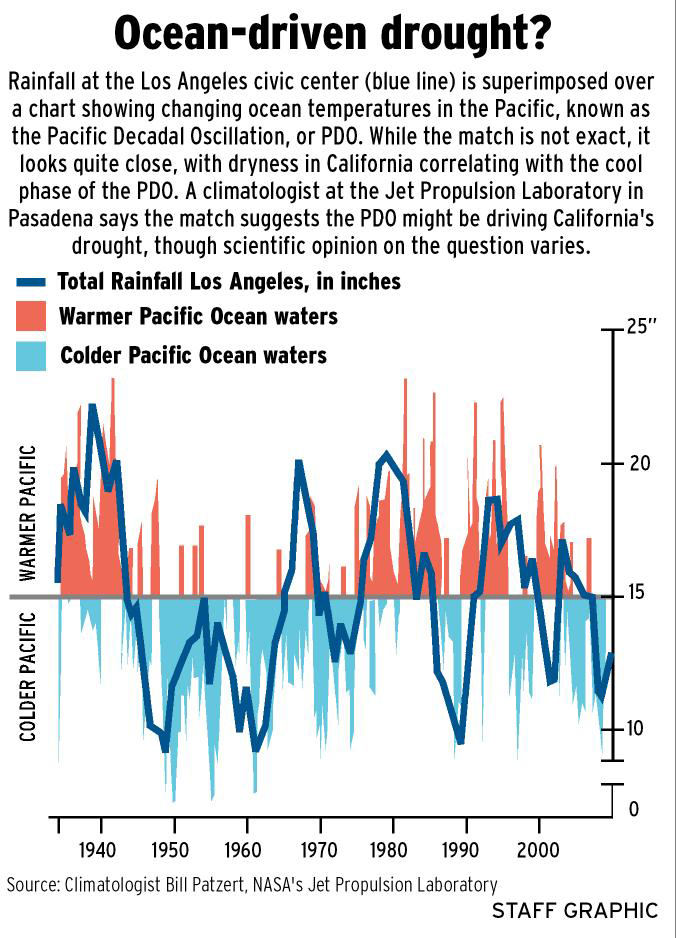 Ocean-driven drought?
Rainfall at the Los Angeles civic center (blue line) is superimposed over
a chart showing changing ocean temperatures in the Pacific, known as
the Pacific Decadal Oscillation, or PDO. While the match is not exact, it
looks quite close, with dryness in California correlating with the cool
phase of the PDO. A climatologist at the Jet Propulsion Laboratory in
Pasadena says the match suggests the PDO might be driving California's
drought, though scientific opinion on the question varies.
Total Rainfall Los Angeles, in inches
Warmer Pacific Ocean waters
Colder Pacific Ocean waters
25"
20
15
10
0
WARMER PACIFIC
COLDER PACIFIC
1940 1950 1960 1970 1980 1990 2000
Source: Climatologist Bill Patzert, NASA's Jet Propulsion Laboratory
STAFF GRAPHIC